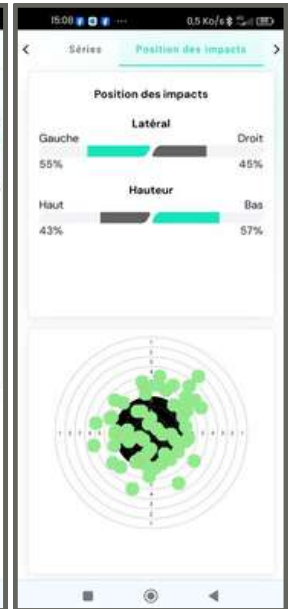 15:08 0,5 Ko/s
Séries Position des impacts
Position des impacts
Latéral
Gauche Droit
55% 45%
Hauteur
Haut Bas
43% 57%